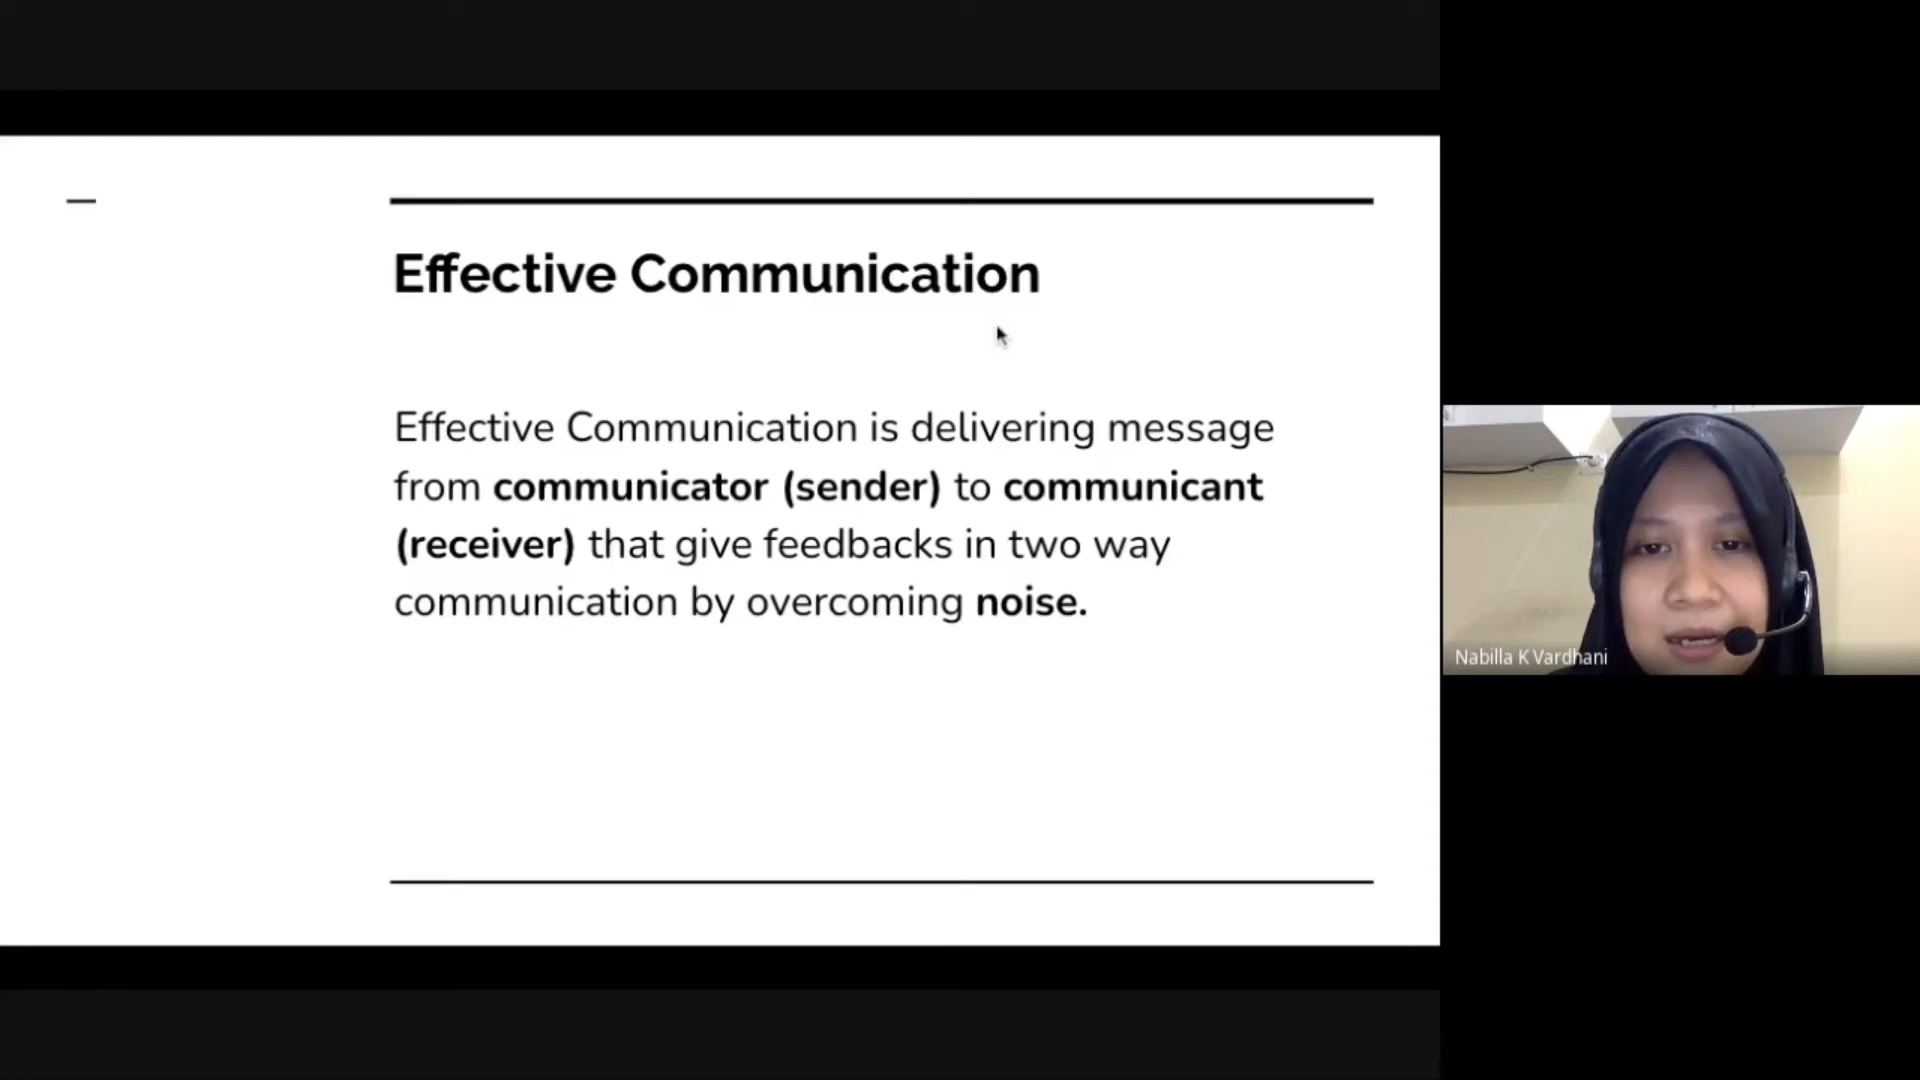 Effective Communication
Effective Communication is delivering message
from communicator (sender) to communicant
(receiver) that give feedbacks in two way
communication by overcoming noise.
Nabilla K Vardhani